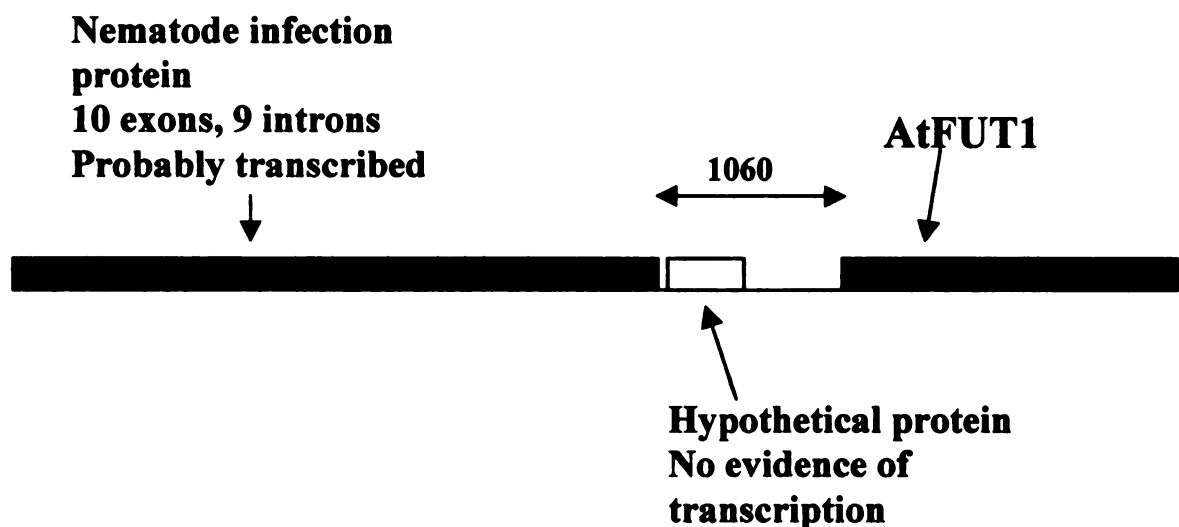 Nematode infection
protein
10 exons, 9 introns
Probably transcribed
AtFUT1
1060
Hypothetical protein
No evidence of
transcription